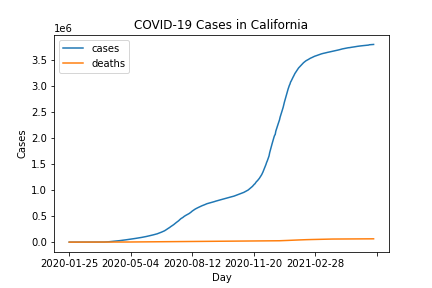 COVID-19 Cases in California
1e6
cases
deaths
3.5
3.0
2.5
2.0
1.5
1.0
0.5
0.0
Cases
2020-01-25 2020-05-04 2020-08-12 2020-11-20 2021-02-28
Day